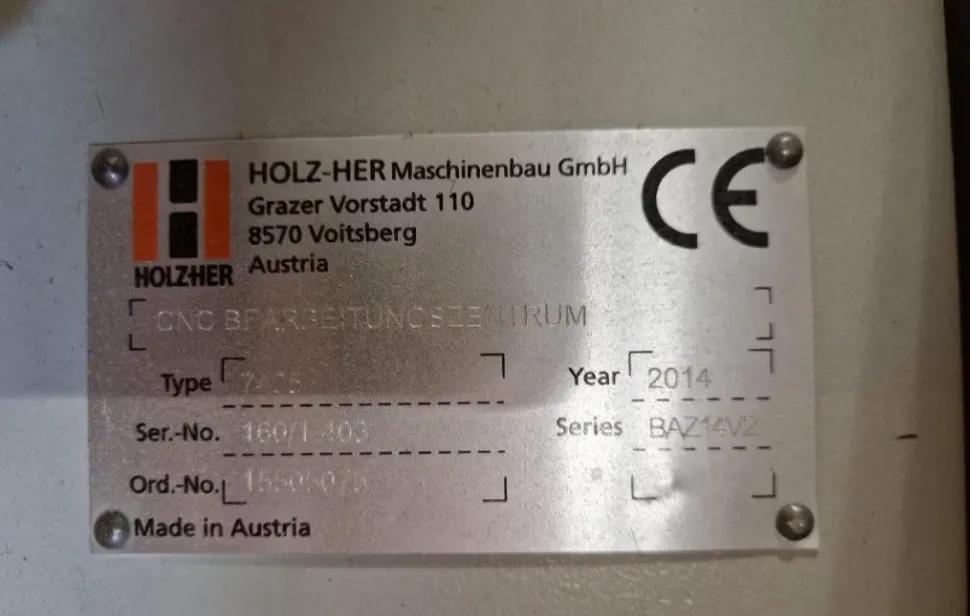 HOLZ-HER Maschinenbau GmbH
Grazer Vorstadt 110
8570 Voitsberg
Austria
HOLZ-HER
CE
CNC BEARBEITUNGSZENTRUM
Type
Year 2014
Ser.-No.
Series BAZ14V2
Ord.-No.
Made in Austria